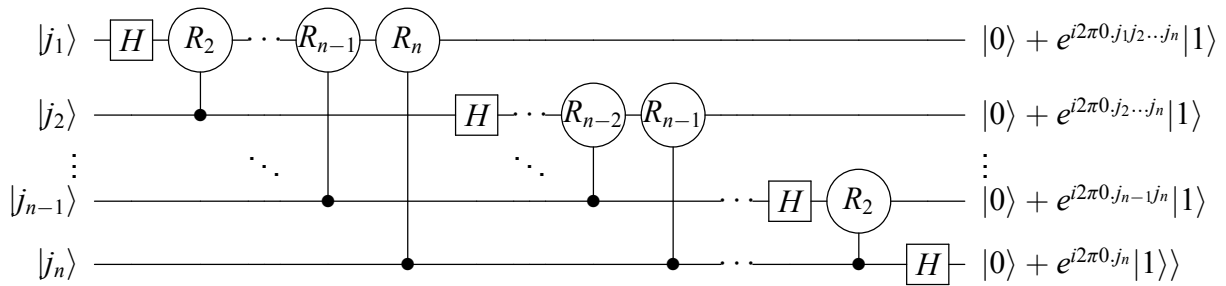 |j₁⟩ H R₂ ⋯ Rₙ₋₁ Rₙ |0⟩ + e^{i2π0.j₁j₂…jₙ}|1⟩
|j₂⟩ H ⋯ Rₙ₋₂ Rₙ₋₁ |0⟩ + e^{i2π0.j₂…jₙ}|1⟩
⋮ ⋱ ⋱ ⋮
|jₙ₋₁⟩ ⋯ H R₂ |0⟩ + e^{i2π0.jₙ₋₁jₙ}|1⟩
|jₙ⟩ ⋯ H |0⟩ + e^{i2π0.jₙ}|1⟩⟩